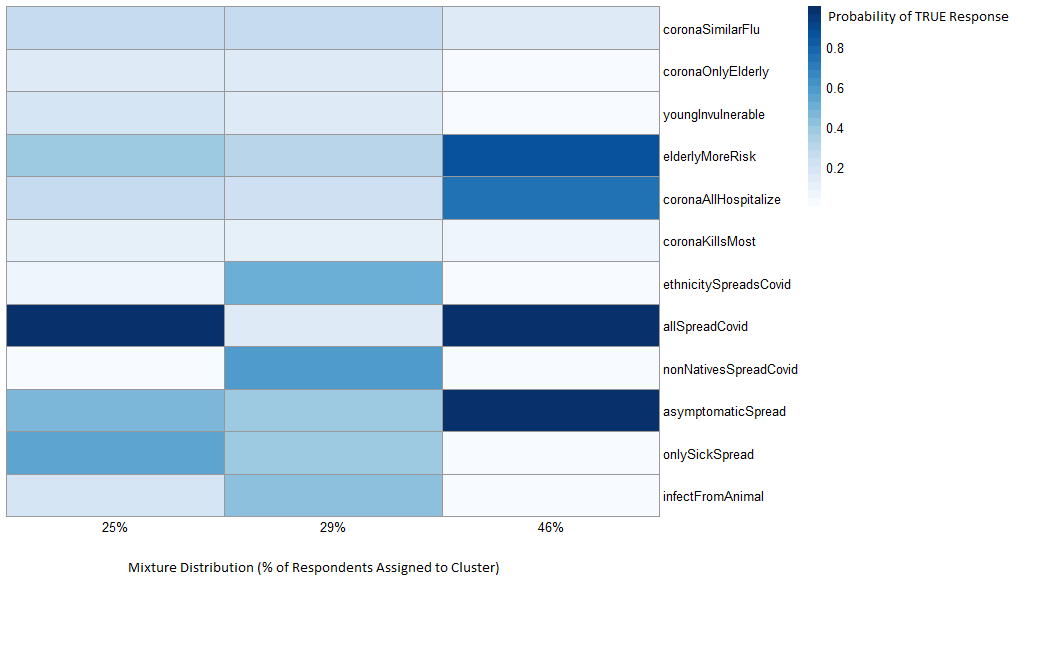 Probability of TRUE Response
coronaSimilarFlu
0.8
coronaOnlyElderly
0.6
youngInvulnerable
0.4
elderlyMoreRisk
0.2
coronaAllHospitalize
coronaKillsMost
ethnicitySpreadsCovid
allSpreadCovid
nonNativesSpreadCovid
asymptomaticSpread
onlySickSpread
infectFromAnimal
25% 29% 46%
Mixture Distribution (% of Respondents Assigned to Cluster)